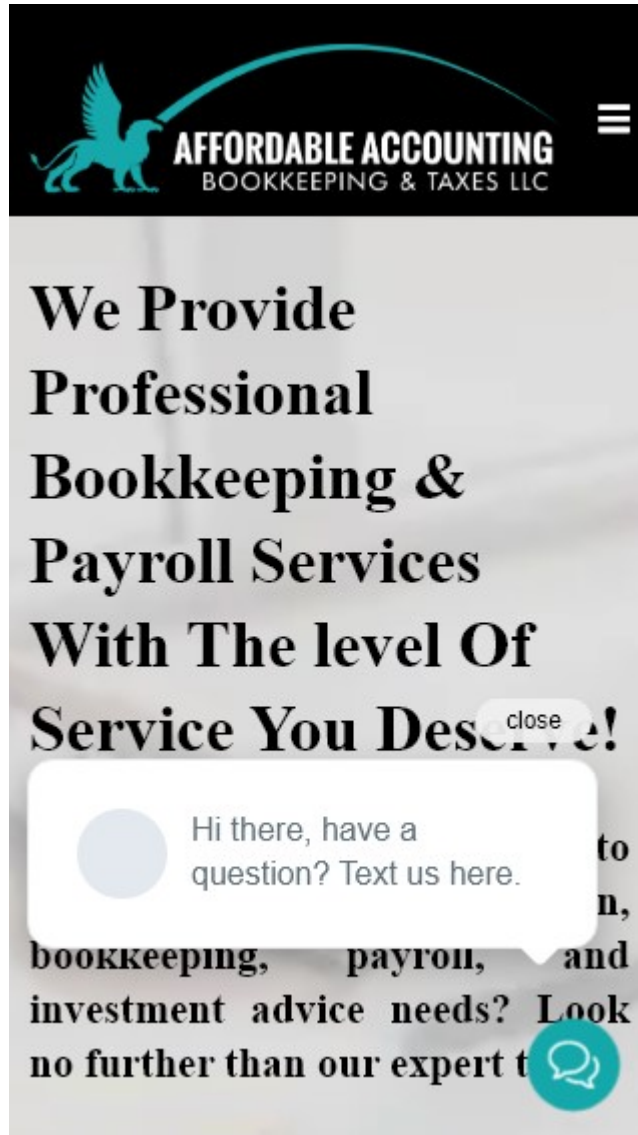 AFFORDABLE ACCOUNTING
BOOKKEEPING & TAXES LLC
We Provide
Professional
Bookkeeping &
Payroll Services
With The level Of
Service You Deserve!
close
Hi there, have a
question? Text us here.
to
bookkeeping, payroll, and
investment advice needs? Look
no further than our expert